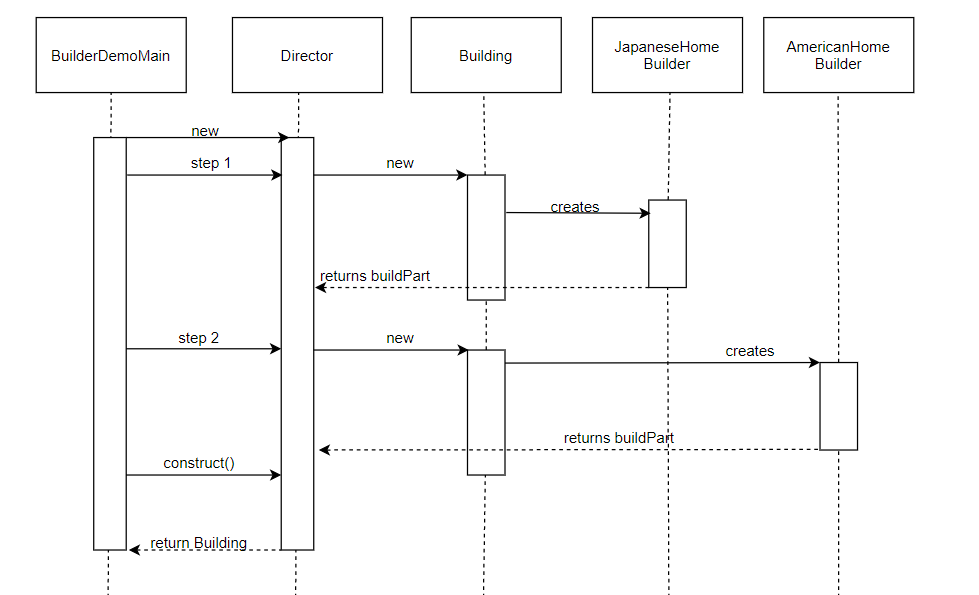 BuilderDemoMain
Director
Building
JapaneseHome
Builder
AmericanHome
Builder
new
step 1
new
creates
returns buildPart
step 2
new
creates
returns buildPart
construct()
return Building